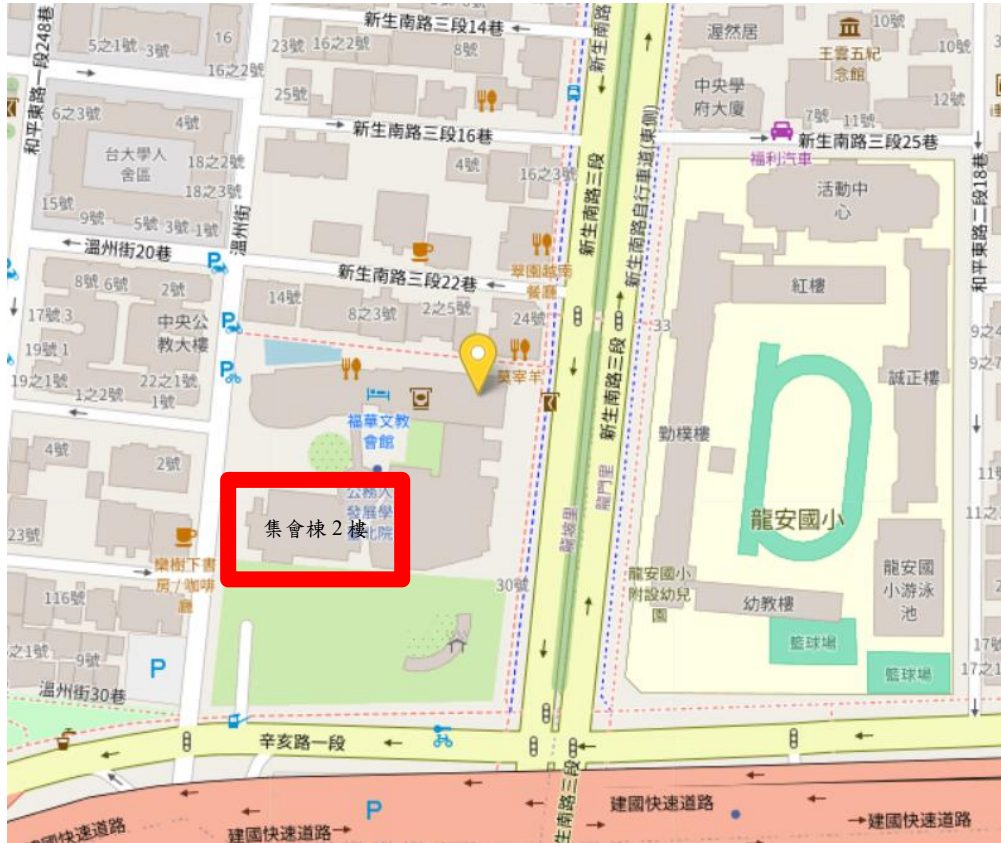 新生南路三段14巷
新生南路
渥然居
10號
王雲五紀
念館
10號
和平東路一段248巷
5之1號
3號
16
16之2號
23號
16之2號
8號
25號
中央學
府大廈
12號
7號
11號
6之3號
4號
新生南路三段16巷
新生南路三段25巷
福利汽車
台大學人
舍區
18之2號
18之3號
4號
16之3號
新生南路三段
新生南路自行車道(東側)
活動中
心
和平東路二段18巷
15號
9號
5號
3號
1號
溫州街
溫州街20巷
翠園越南
餐廳
新生南路三段22巷
紅樓
8號
6號
2號
14號
8之3號
2之5號
24號
33
17號3
中央公
教大樓
19號1
莫宰羊
新生南路三段
誠正樓
19之1號
1之2號
22之1號
1號
福華文教
會館
勤樸樓
4號
2號
公務人
發展學
集會棟2樓
北院
龍坡里
龍門里
龍安國小
23號
欒樹下書
房/咖啡
廳
30號
龍安國小
附設幼兒
園
幼教樓
龍安國
小游泳
池
116號
籃球場
籃球場
9號
P
溫州街30巷
辛亥路一段
P
建國快速道路
建國快速道路
建國快速道路